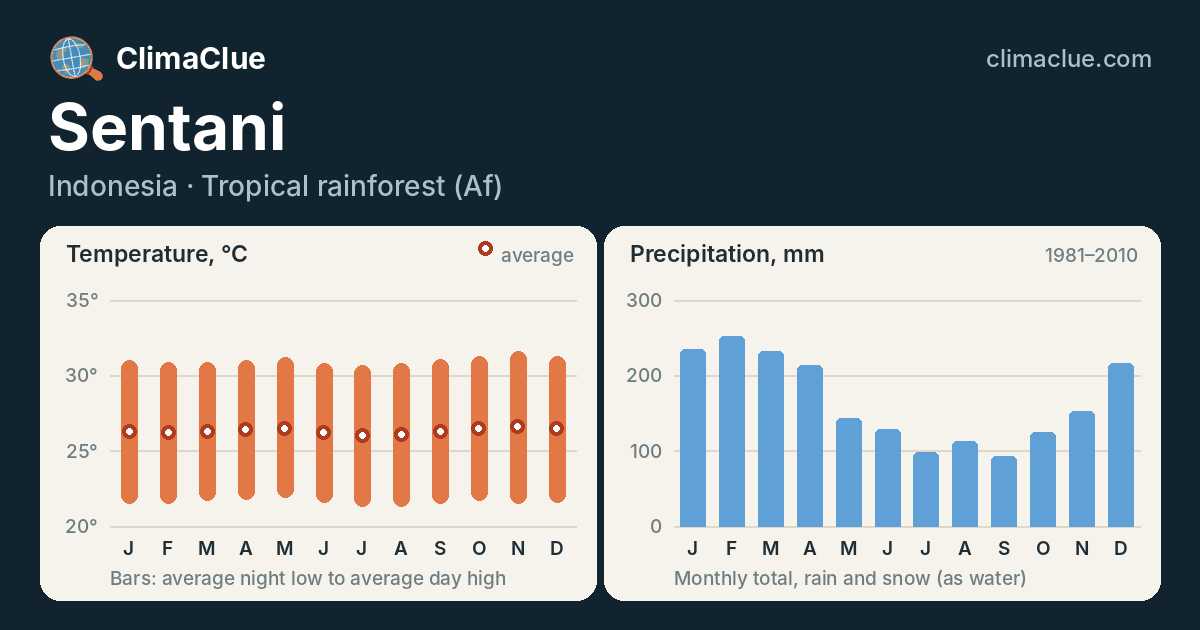 ClimaClue
climaclue.com
Sentani
Indonesia · Tropical rainforest (Af)
Temperature, °C
average
35°
30°
25°
20°
J F M A M J J A S O N D
Bars: average night low to average day high
Precipitation, mm
1981–2010
300
200
100
0
J F M A M J J A S O N D
Monthly total, rain and snow (as water)